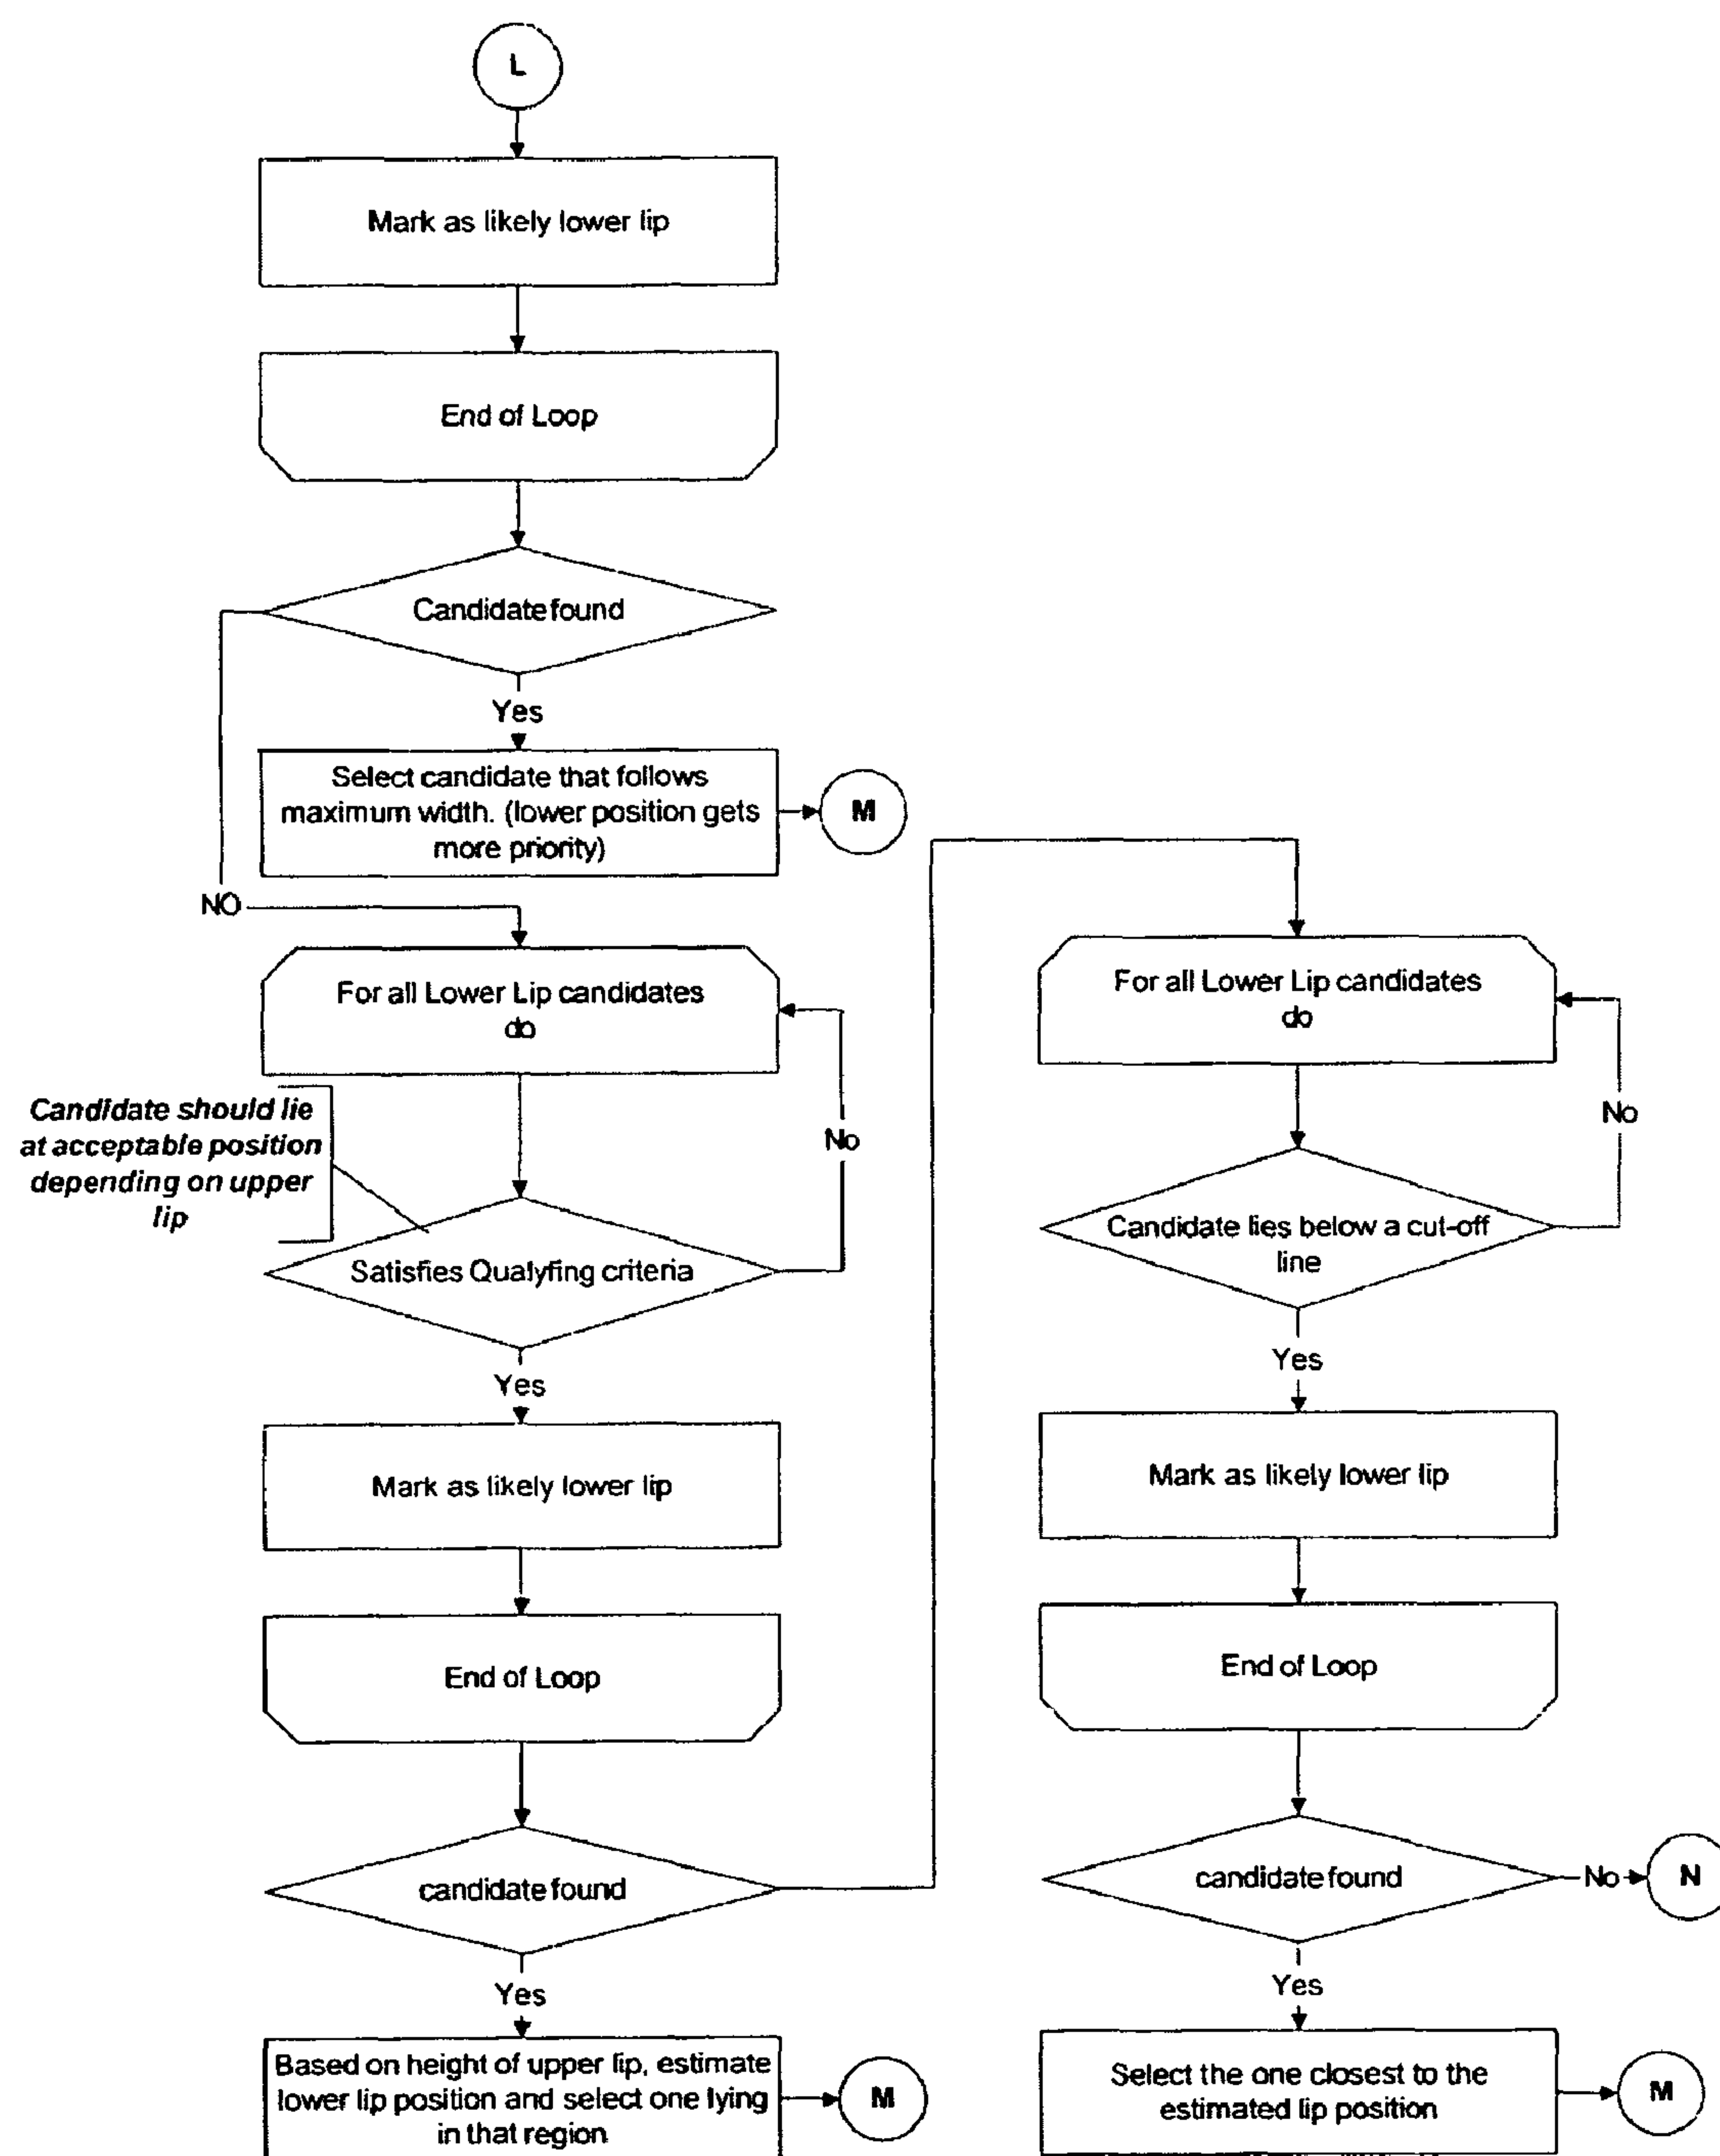 L
Mark as likely lower lip
End of Loop
Candidate found
Yes
Select candidate that follows
maximum width. (lower position gets
more priority)
M
NO
For all Lower Lip candidates
do
Candidate should lie
at acceptable position
depending on upper
lip
No
Satisfies Qualyfing criteria
Yes
Mark as likely lower lip
End of Loop
candidate found
Yes
Based on height of upper lip, estimate
lower lip position and select one lying
in that region
M
For all Lower Lip candidates
do
No
Candidate lies below a cut-off
line
Yes
Mark as likely lower lip
End of Loop
candidate found
No
N
Yes
Select the one closest to the
estimated lip position
M